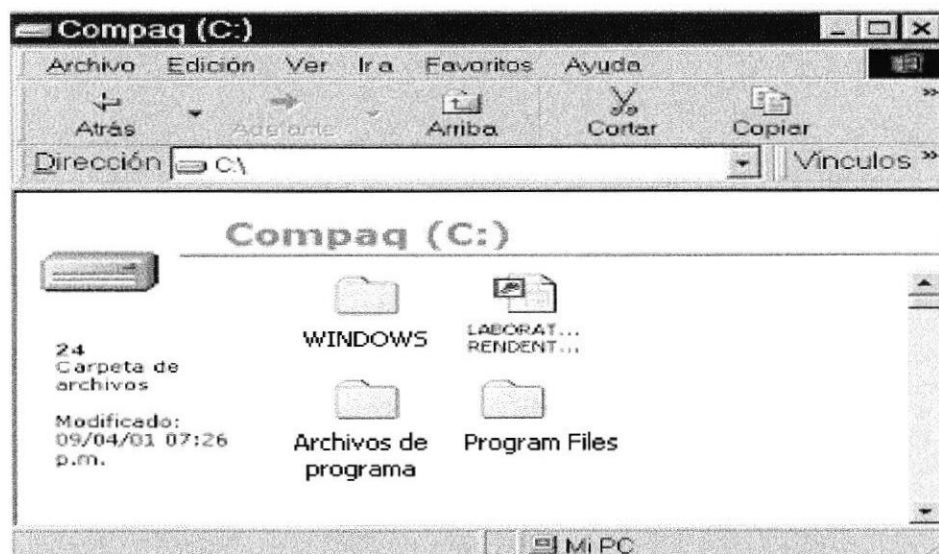 Compaq (C:)
Archivo Edición Ver Ir a Favoritos Ayuda
Atrás Adelante Arriba Cortar Copiar »
Dirección C:\ Vínculos »
Compaq (C:)
WINDOWS
LABORAT...
RENDENT...
24
Carpeta de
archivos
Modificado:
09/04/01 07:26
p.m.
Archivos de
programa
Program Files
Mi PC